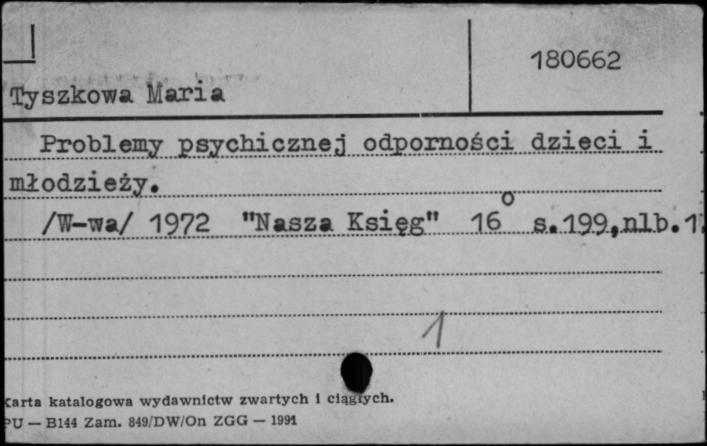 180662
Tyszkowa Maria
Problemy psychicznej odporności dzieci i
młodzieży.
/W-wa/ 1972 "Nasza Księg" 16° s.199,nlb.1.
1
Karta katalogowa wydawnictw zwartych i ciągłych.
PU — B144 Zam. 849/DW/On ZGG — 1991